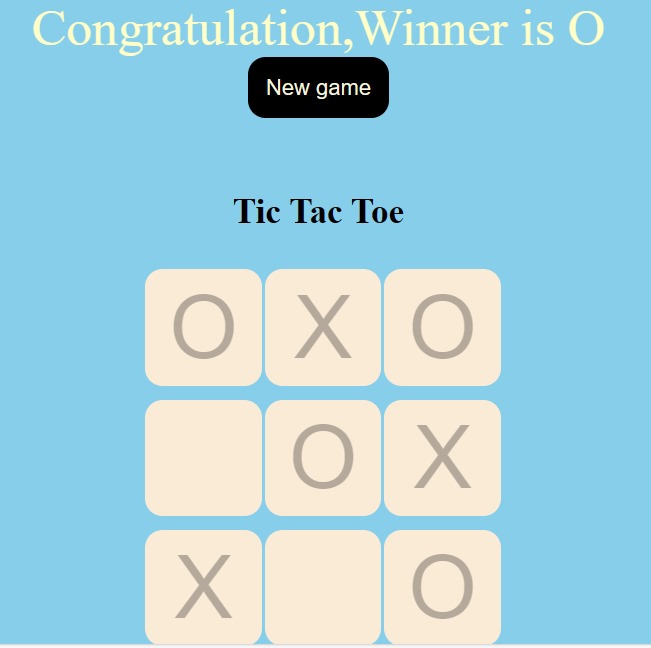 Congratulation,Winner is O
New game
Tic Tac Toe
O X O
O X
X O